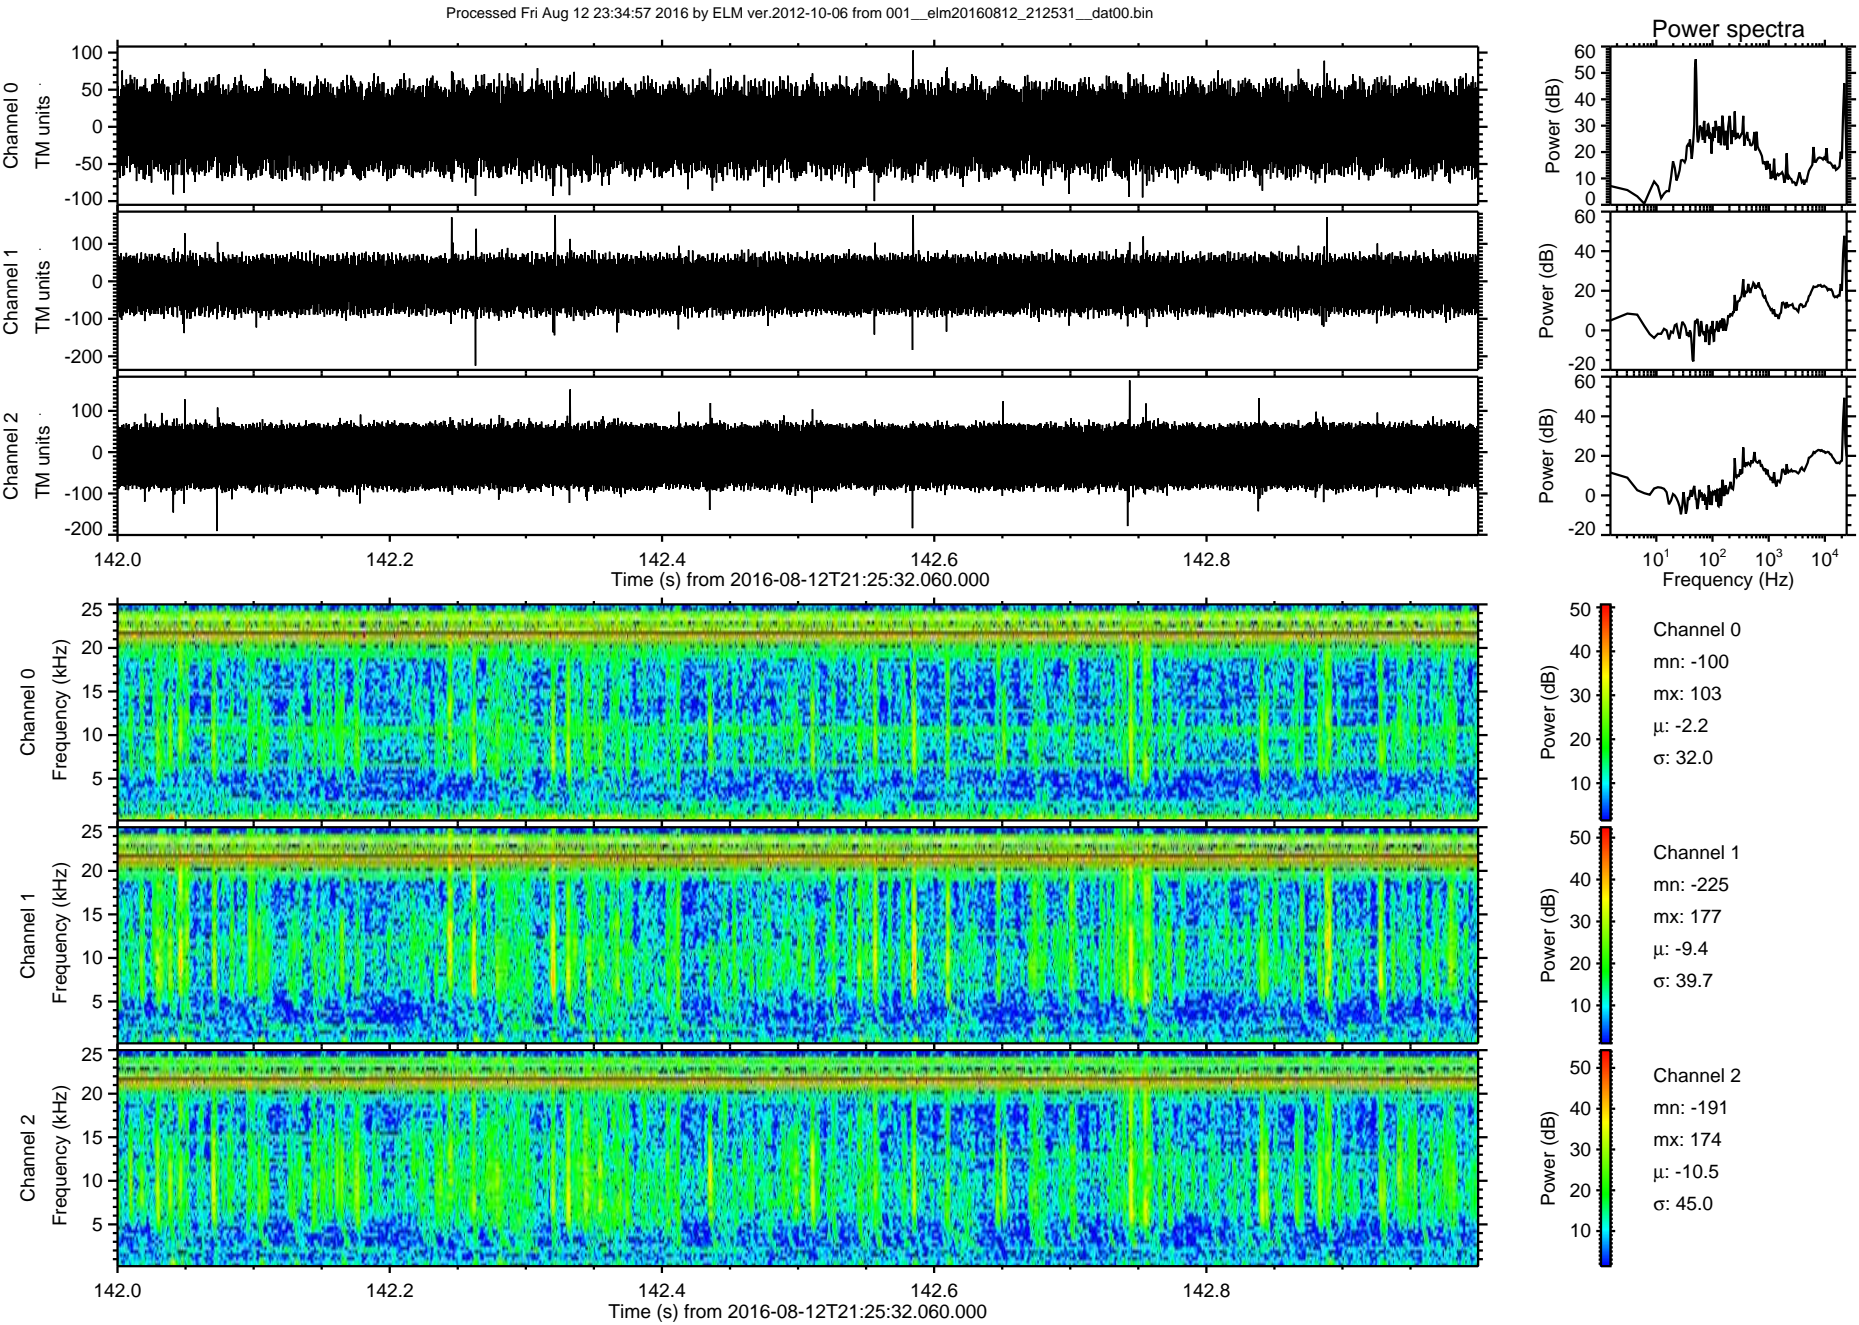 Processed Fri Aug 12 23:34:57 2016 by ELM ver.2012-10-06 from 001__elm20160812_212531__dat00.bin
Power spectra
Channel 0
TM units
100
50
0
-50
-100
Power (dB)
60
50
40
30
20
10
0
Channel 1
TM units
100
0
-100
-200
Power (dB)
60
40
20
0
-20
Channel 2
TM units
100
0
-100
-200
Power (dB)
60
40
20
0
-20
142.0 142.2 142.4 142.6 142.8
Time (s) from 2016-08-12T21:25:32.060.000
10¹ 10² 10³ 10⁴
Frequency (Hz)
Channel 0
Frequency (kHz)
25
20
15
10
5
Power (dB)
50
40
30
20
10
Channel 0
mn: -100
mx: 103
μ: -2.2
σ: 32.0
Channel 1
Frequency (kHz)
25
20
15
10
5
Power (dB)
50
40
30
20
10
Channel 1
mn: -225
mx: 177
μ: -9.4
σ: 39.7
Channel 2
Frequency (kHz)
25
20
15
10
5
Power (dB)
50
40
30
20
10
Channel 2
mn: -191
mx: 174
μ: -10.5
σ: 45.0
142.0 142.2 142.4 142.6 142.8
Time (s) from 2016-08-12T21:25:32.060.000